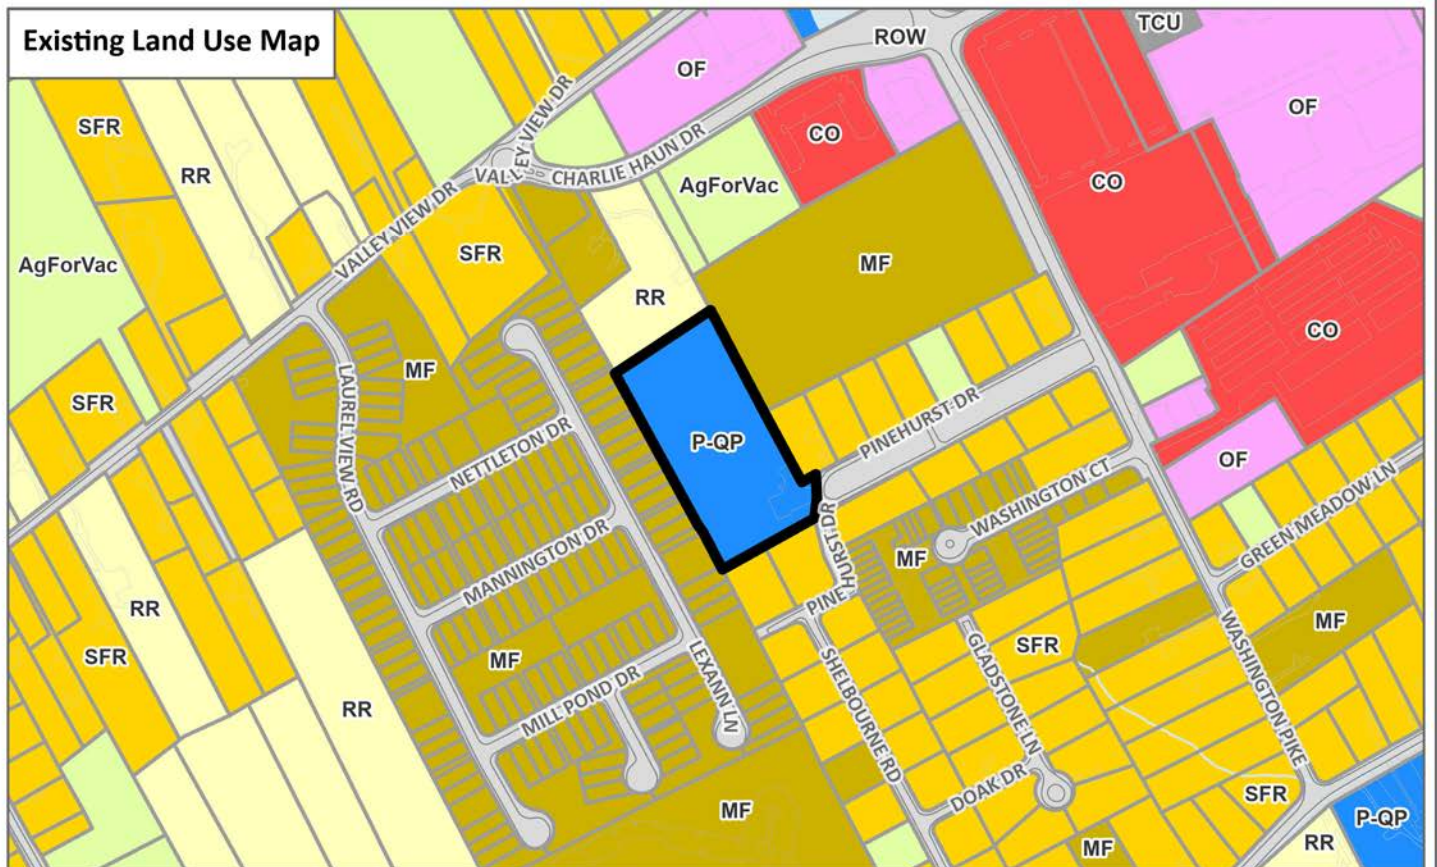 Existing Land Use Map
TCU
ROW
OF
OF
SFR
CO
VALLEY VIEW DR
CHARLIE HAUN DR
VALLEY VIEW DR
RR
AgForVac
CO
VALLEY VIEW DR
SFR
AgForVac
MF
RR
CO
MF
SFR
LAUREL VIEW RD
NETTLETON DR
P-QP
PINEHURST DR
OF
WASHINGTON CT
GREEN MEADOW LN
MANNINGTON DR
PINEHURST DR
MF
RR
SFR
MF
MILL POND DR
LEXANN LN
SHELBOURNE RD
GLADSTONE LN
SFR
WASHINGTON PIKE
MF
RR
DOAK DR
MF
SFR
P-QP
MF
RR